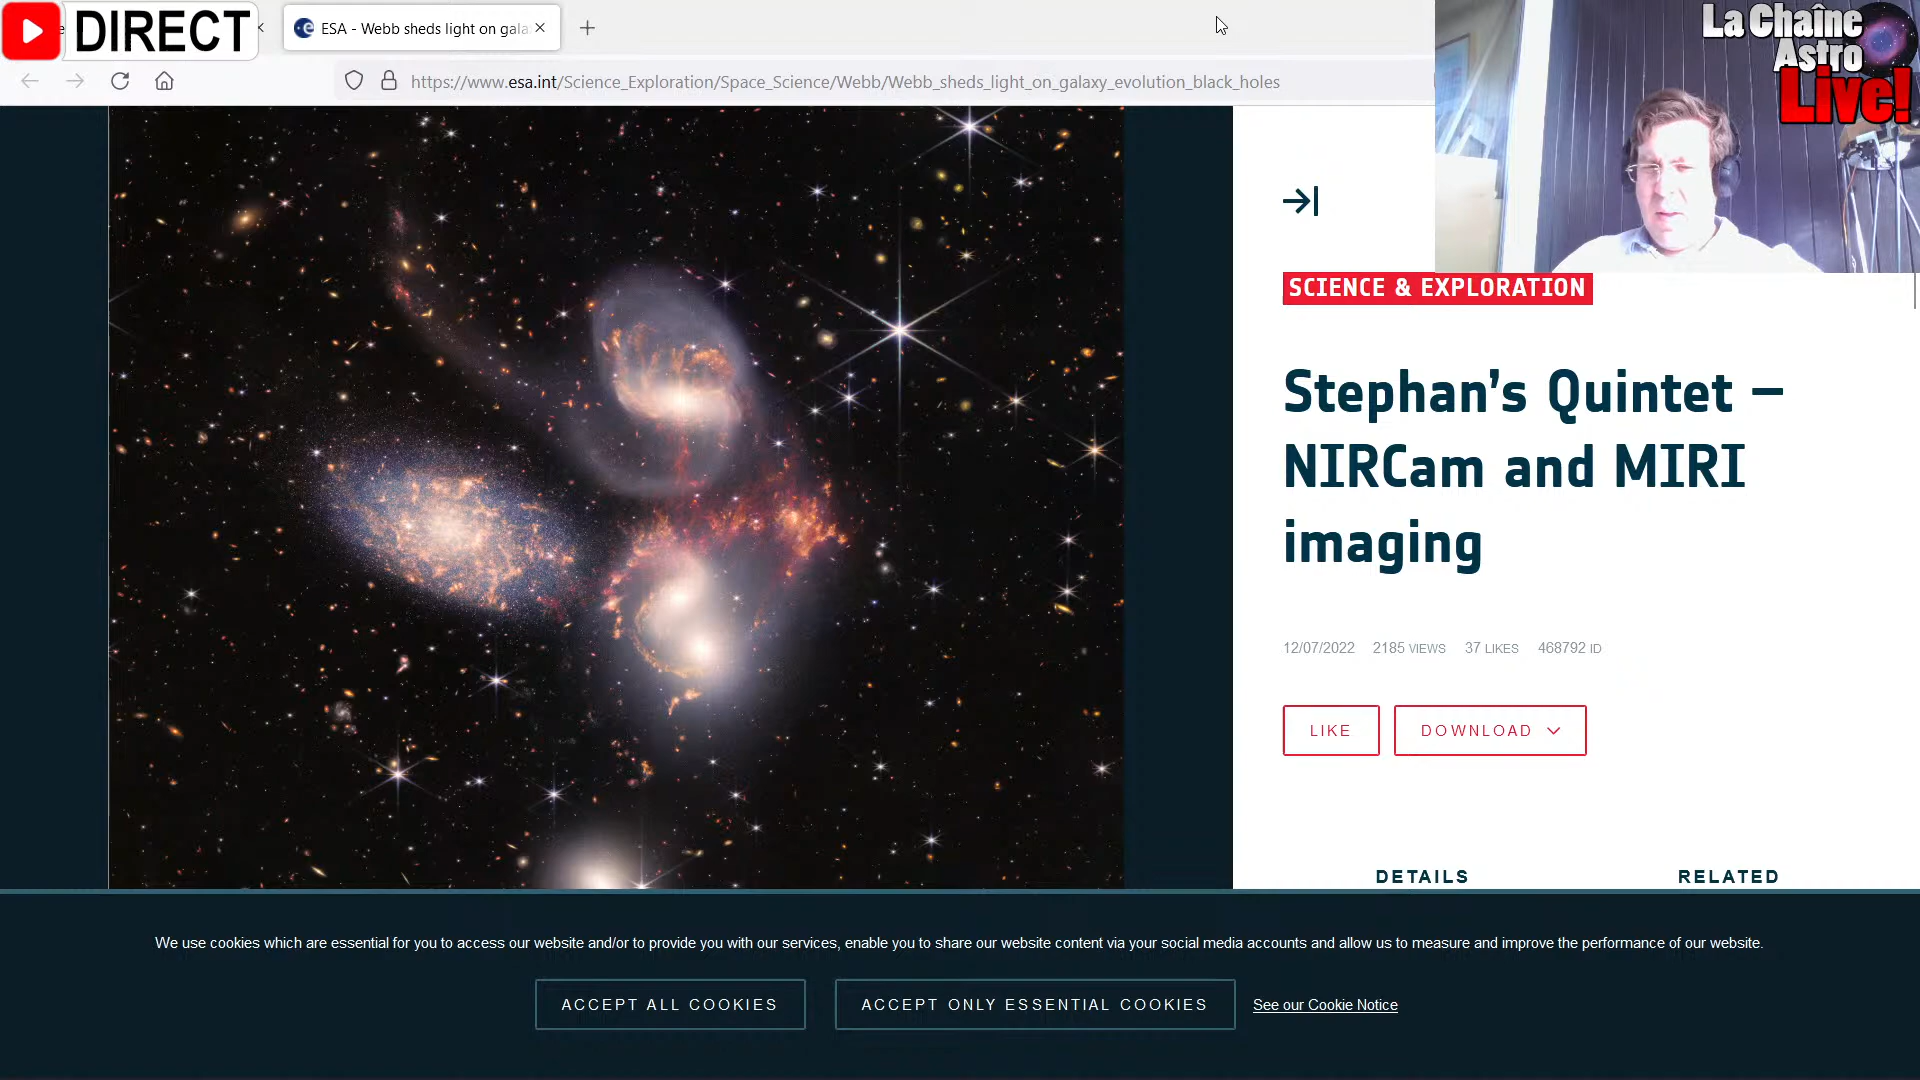 DIRECT
ESA - Webb sheds light on gala
https://www.esa.int/Science_Exploration/Space_Science/Webb/Webb_sheds_light_on_galaxy_evolution_black_holes
La Chaîne
Astro
Live!
SCIENCE & EXPLORATION
Stephan’s Quintet –
NIRCam and MIRI
imaging
12/07/2022 2185 VIEWS 37 LIKES 468792 ID
LIKE DOWNLOAD
DETAILS RELATED
We use cookies which are essential for you to access our website and/or to provide you with our services, enable you to share our website content via your social media accounts and allow us to measure and improve the performance of our website.
ACCEPT ALL COOKIES ACCEPT ONLY ESSENTIAL COOKIES See our Cookie Notice